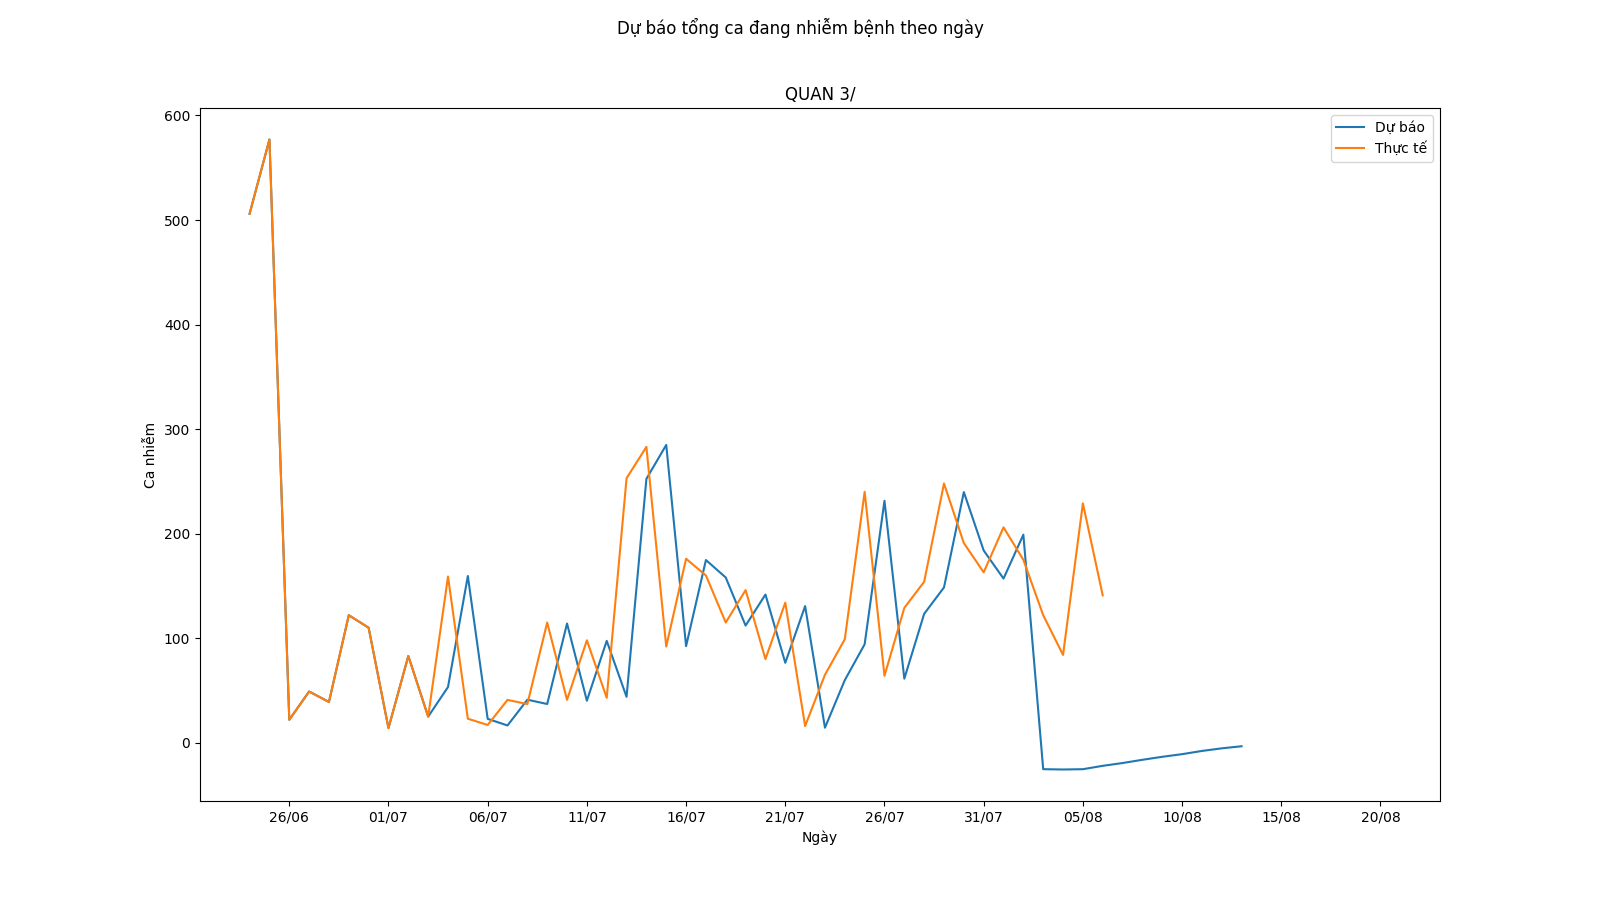 Dự báo tổng ca đang nhiễm bệnh theo ngày
QUAN 3/
Dự báo
Thực tế
600
500
400
300
200
100
0
Ca nhiễm
26/06 01/07 06/07 11/07 16/07 21/07 26/07 31/07 05/08 10/08 15/08 20/08
Ngày